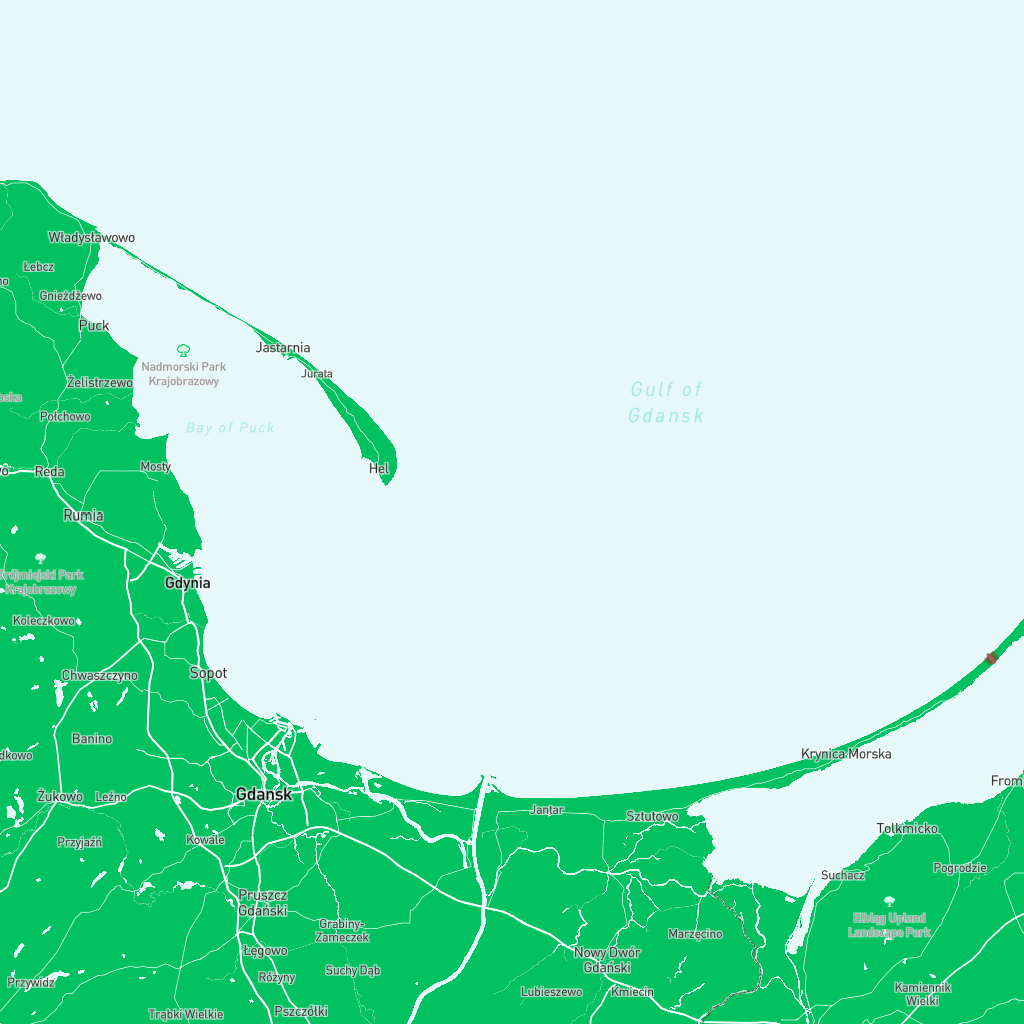 Władysławowo
Łebcz
Gnieżdżewo
Puck
Jastarnia
Nadmorski Park
Krajobrazowy
Jurata
Żelistrzewo
Gulf of
Gdansk
Połchowo
Bay of Puck
Mosty
Hel
Reda
Rumia
Trójmiejski Park
Krajobrazowy
Gdynia
Koleczkowo
Sopot
Chwaszczyno
Banino
Krynica Morska
Żukowo
Leźno
Gdańsk
Jantar
Sztutowo
Tolkmicko
Przyjaźń
Kowale
Pogrodzie
Suchacz
Pruszcz
Gdański
Elbląg Upland
Landscape Park
Grabiny-
Zameczek
Marzęcino
Łęgowo
Nowy Dwór
Gdański
Suchy Dąb
Różyny
Przywidz
Lubieszewo
Kmiecin
Kamiennik
Wielki
Trąbki Wielkie
Pszczółki